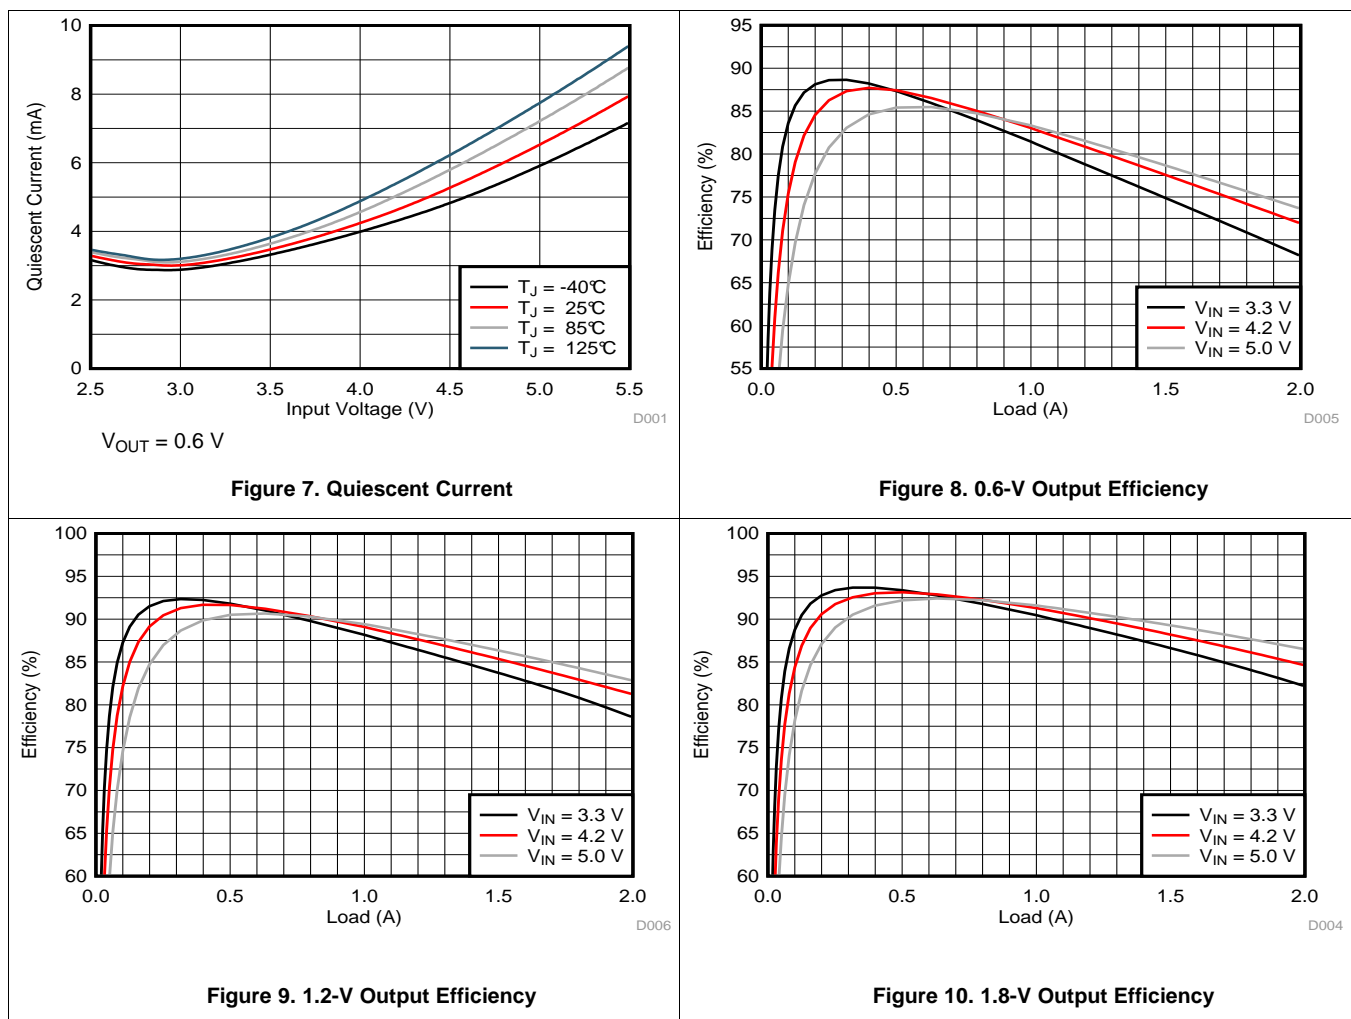 10
8
6
4
2
0
Quiescent Current (mA)
2.5 3.0 3.5 4.0 4.5 5.0 5.5
Input Voltage (V)
D001
TJ = -40°C
TJ = 25°C
TJ = 85°C
TJ = 125°C
VOUT = 0.6 V
Figure 7. Quiescent Current
95
90
85
80
75
70
65
60
55
Efficiency (%)
0.0 0.5 1.0 1.5 2.0
Load (A)
D005
VIN = 3.3 V
VIN = 4.2 V
VIN = 5.0 V
Figure 8. 0.6-V Output Efficiency
100
95
90
85
80
75
70
65
60
Efficiency (%)
0.0 0.5 1.0 1.5 2.0
Load (A)
D006
VIN = 3.3 V
VIN = 4.2 V
VIN = 5.0 V
Figure 9. 1.2-V Output Efficiency
100
95
90
85
80
75
70
65
60
Efficiency (%)
0.0 0.5 1.0 1.5 2.0
Load (A)
D004
VIN = 3.3 V
VIN = 4.2 V
VIN = 5.0 V
Figure 10. 1.8-V Output Efficiency